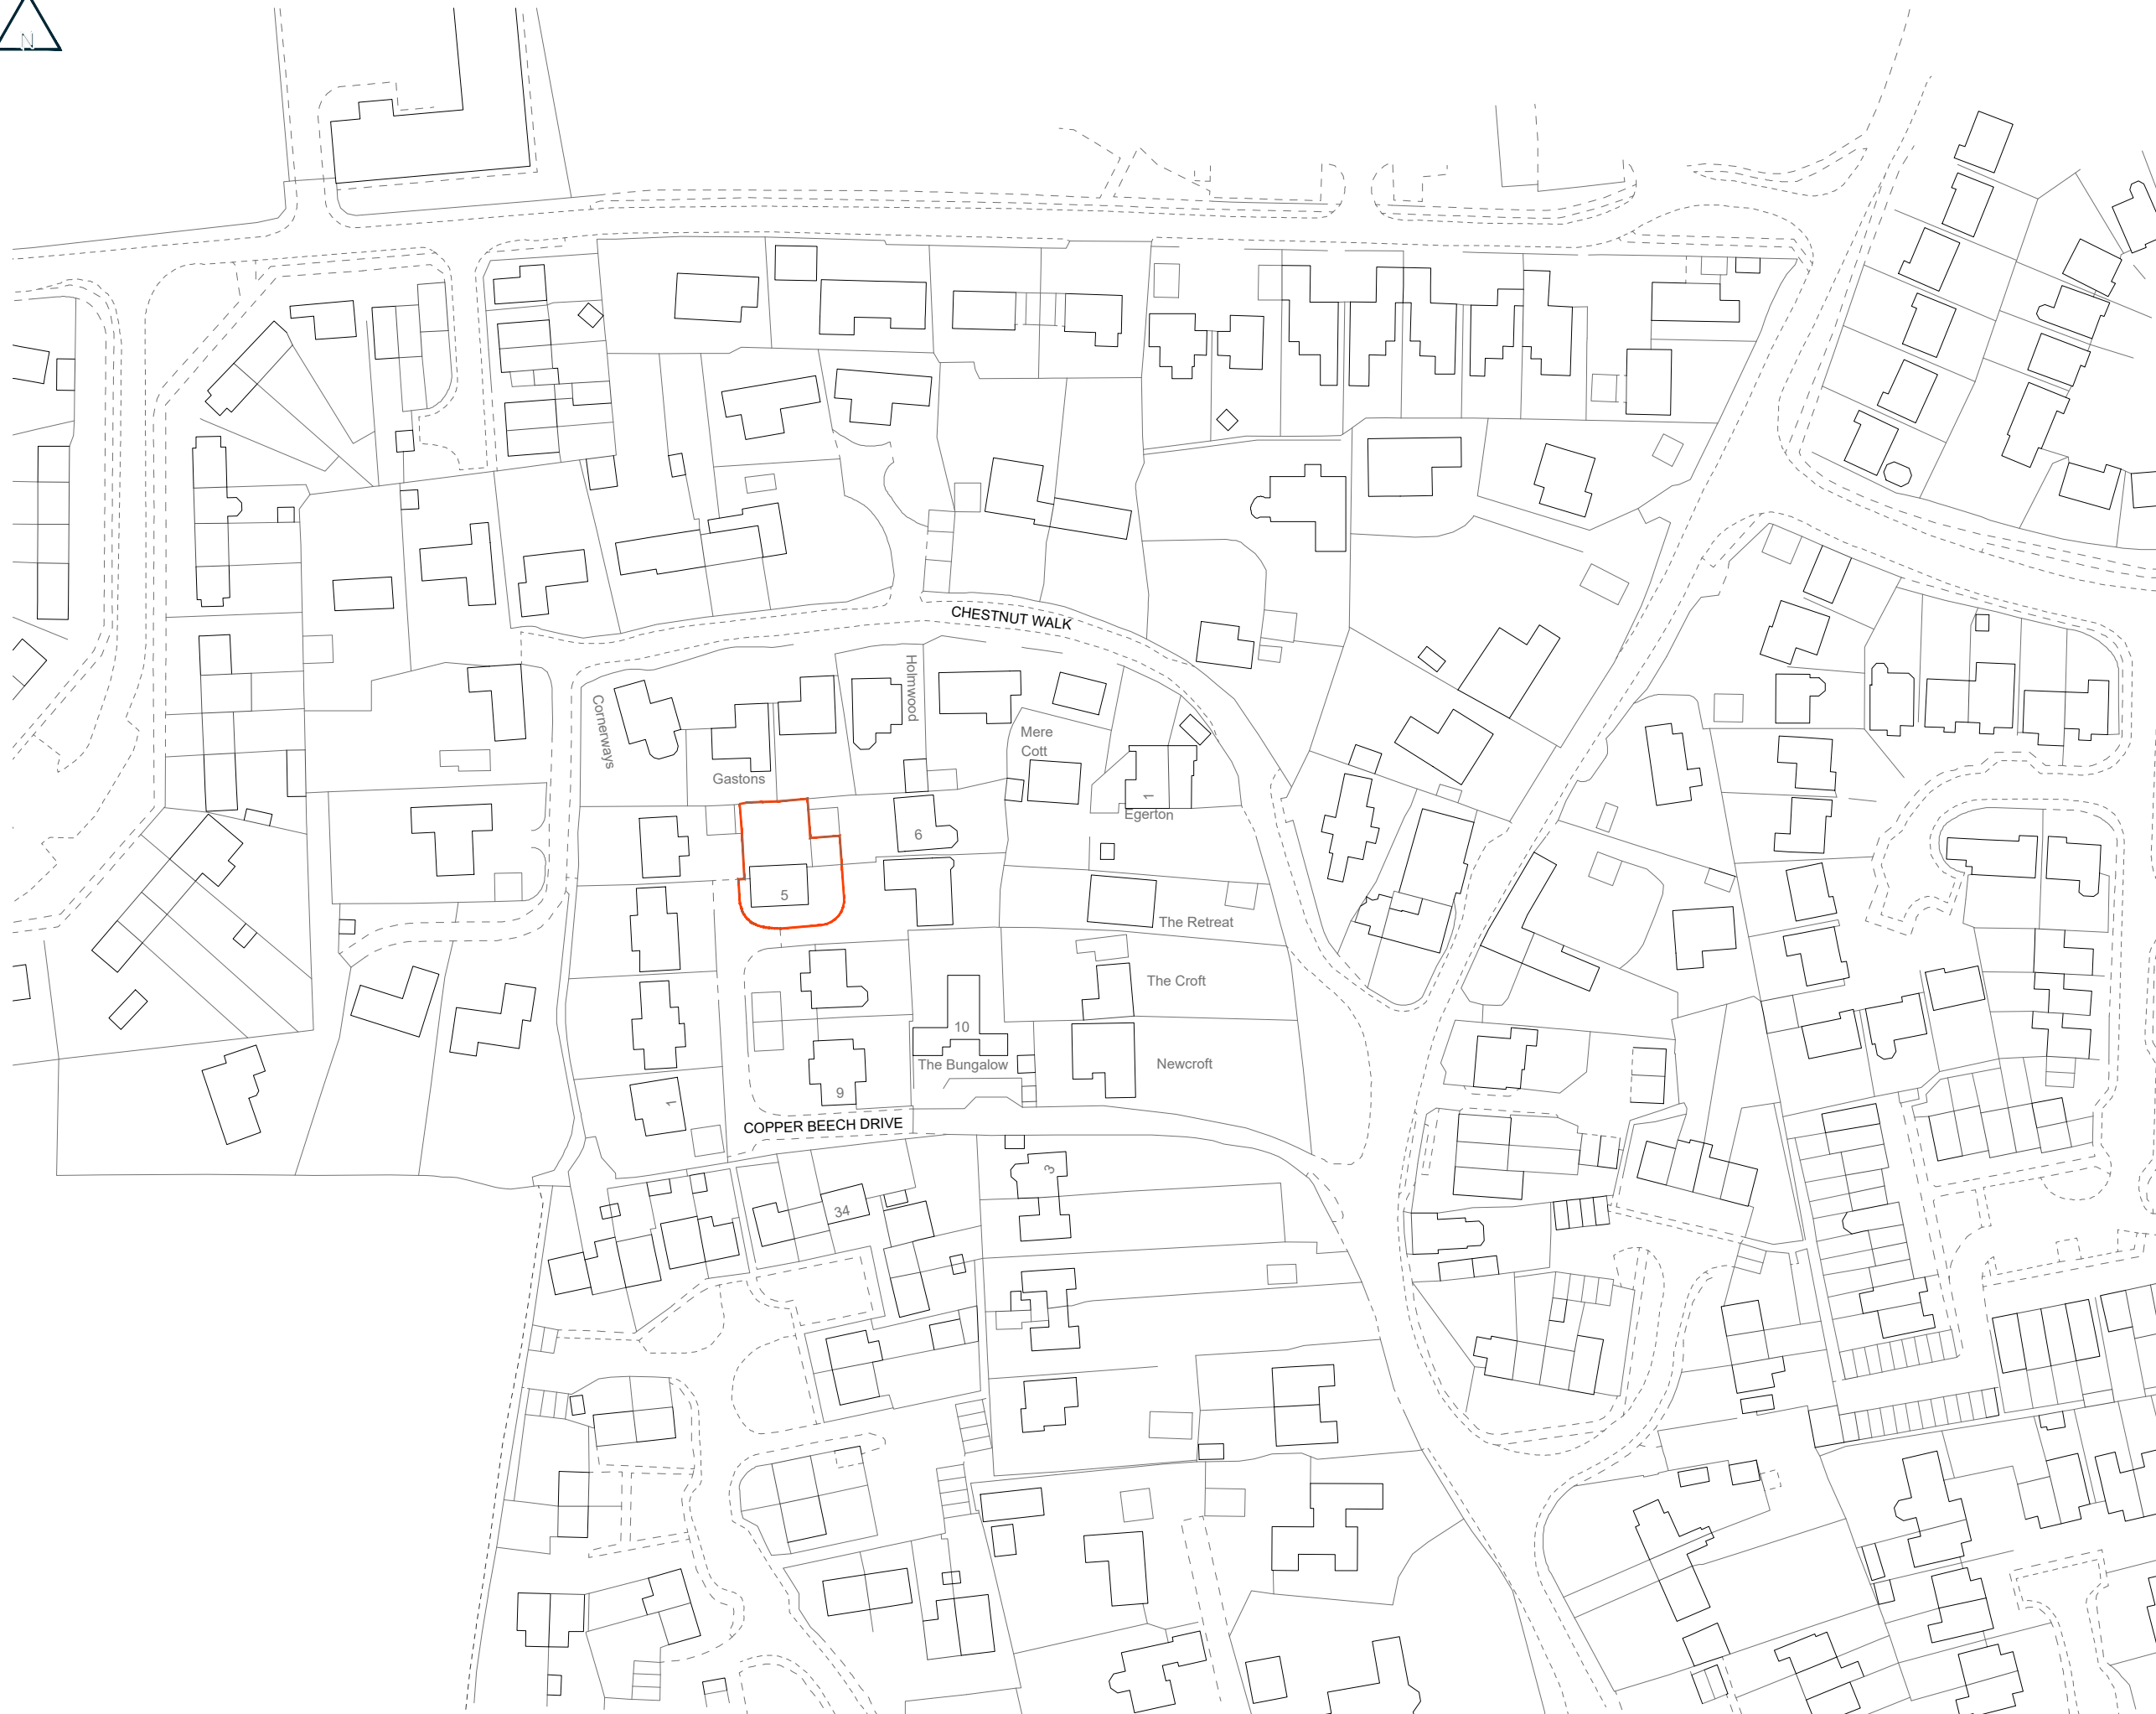 N
CHESTNUT WALK
Holmwood
Cornerways
Mere
Cott
Gastons
1
Egerton
6
5
The Retreat
The Croft
10
The Bungalow
Newcroft
9
1
COPPER BEECH DRIVE
3
34